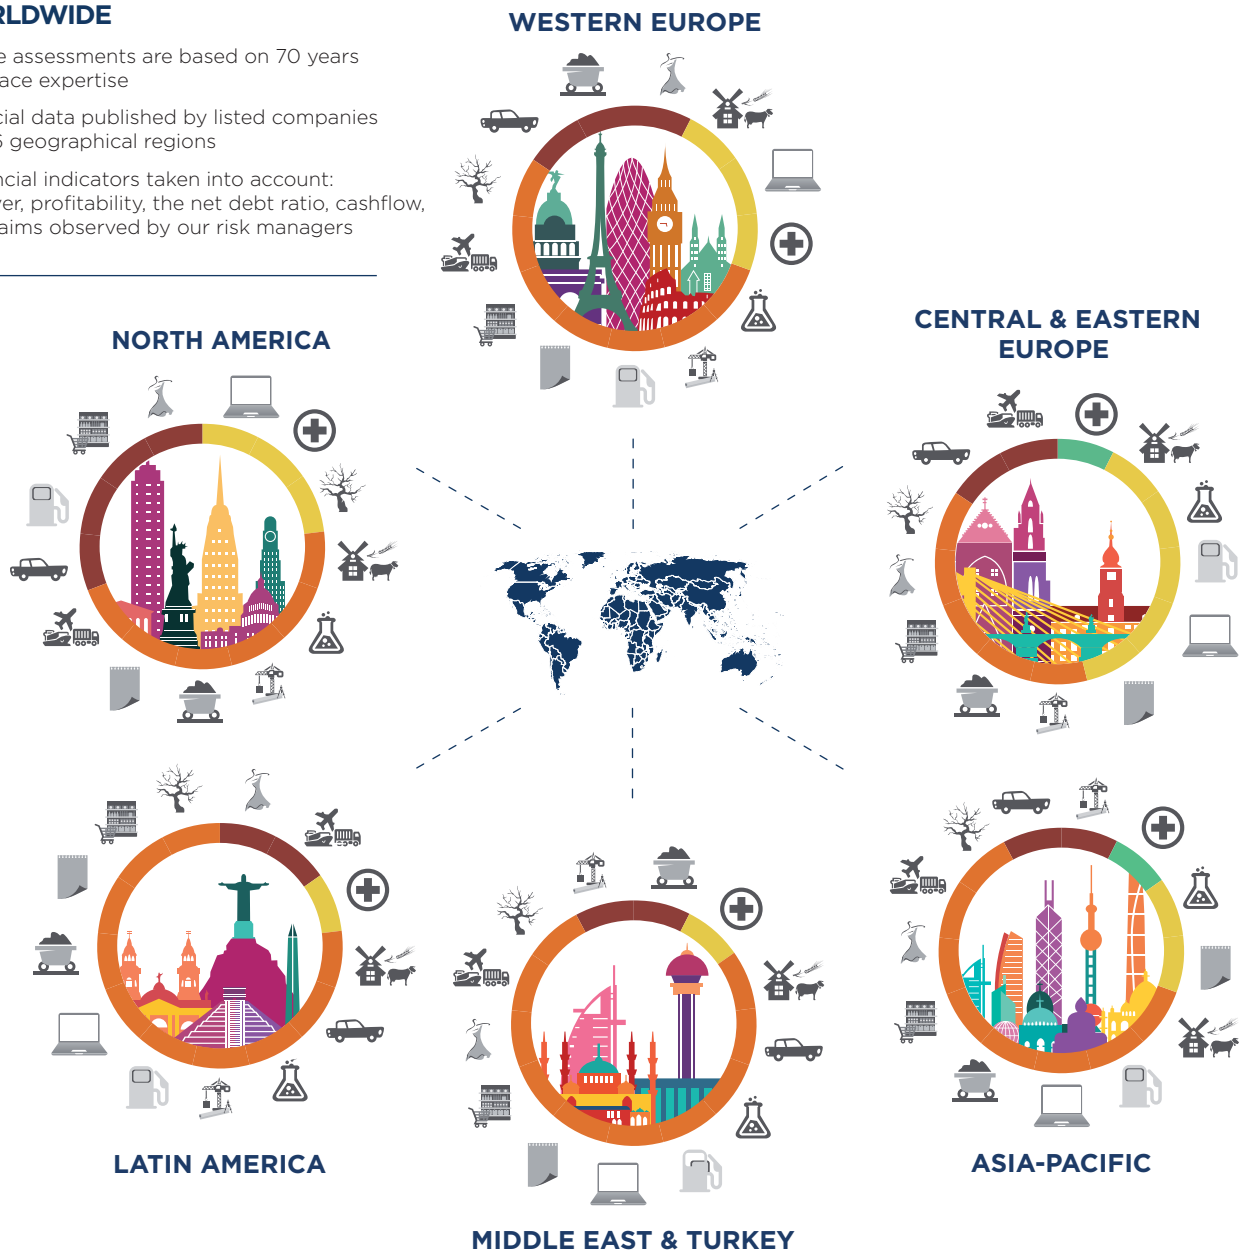 RLDWIDE
e assessments are based on 70 years
ace expertise
cial data published by listed companies
6 geographical regions
ncial indicators taken into account:
ver, profitability, the net debt ratio, cashflow,
aims observed by our risk managers
WESTERN EUROPE
NORTH AMERICA
CENTRAL & EASTERN
EUROPE
LATIN AMERICA
ASIA-PACIFIC
MIDDLE EAST & TURKEY